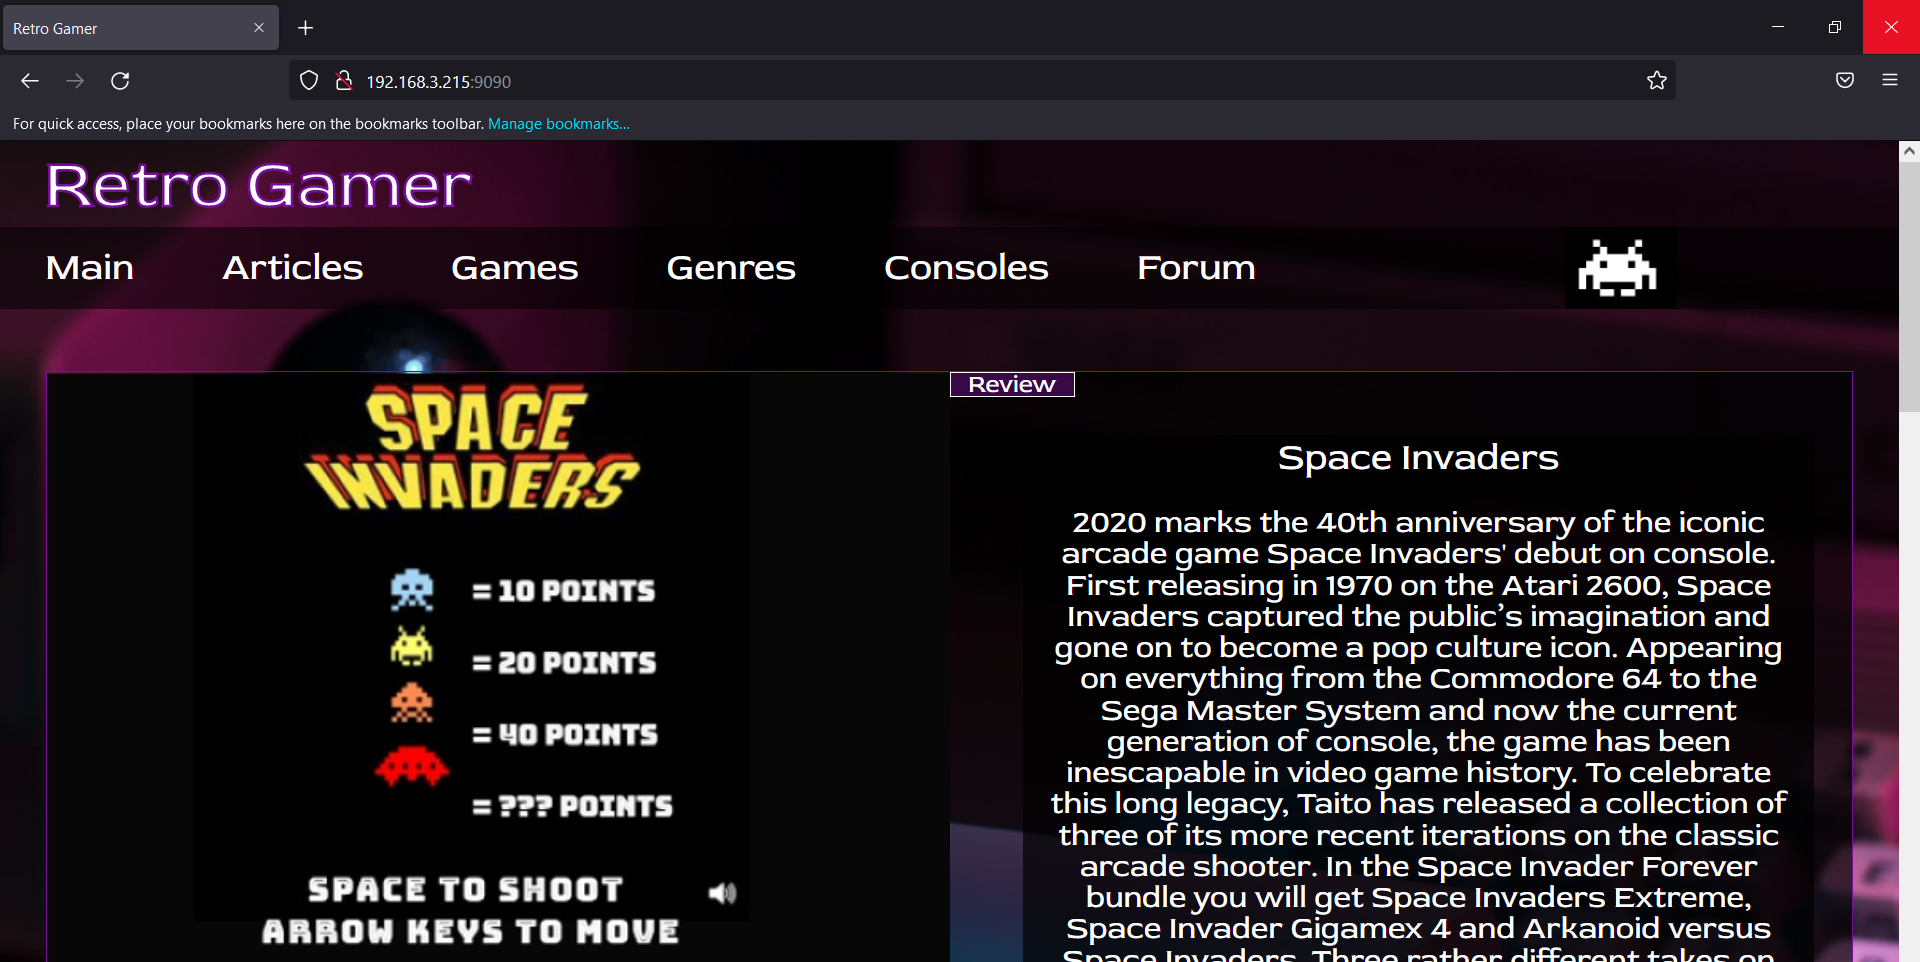 Retro Gamer
192.168.3.215:9090
For quick access, place your bookmarks here on the bookmarks toolbar. Manage bookmarks...
Retro Gamer
Main Articles Games Genres Consoles Forum
SPACE
INVADERS
= 10 POINTS
= 20 POINTS
= 40 POINTS
= ??? POINTS
SPACE TO SHOOT
ARROW KEYS TO MOVE
Review
Space Invaders
2020 marks the 40th anniversary of the iconic
arcade game Space Invaders' debut on console.
First releasing in 1970 on the Atari 2600, Space
Invaders captured the public’s imagination and
gone on to become a pop culture icon. Appearing
on everything from the Commodore 64 to the
Sega Master System and now the current
generation of console, the game has been
inescapable in video game history. To celebrate
this long legacy, Taito has released a collection of
three of its more recent iterations on the classic
arcade shooter. In the Space Invader Forever
bundle you will get Space Invaders Extreme,
Space Invader Gigamex 4 and Arkanoid versus
Space Invaders. Three rather different takes on